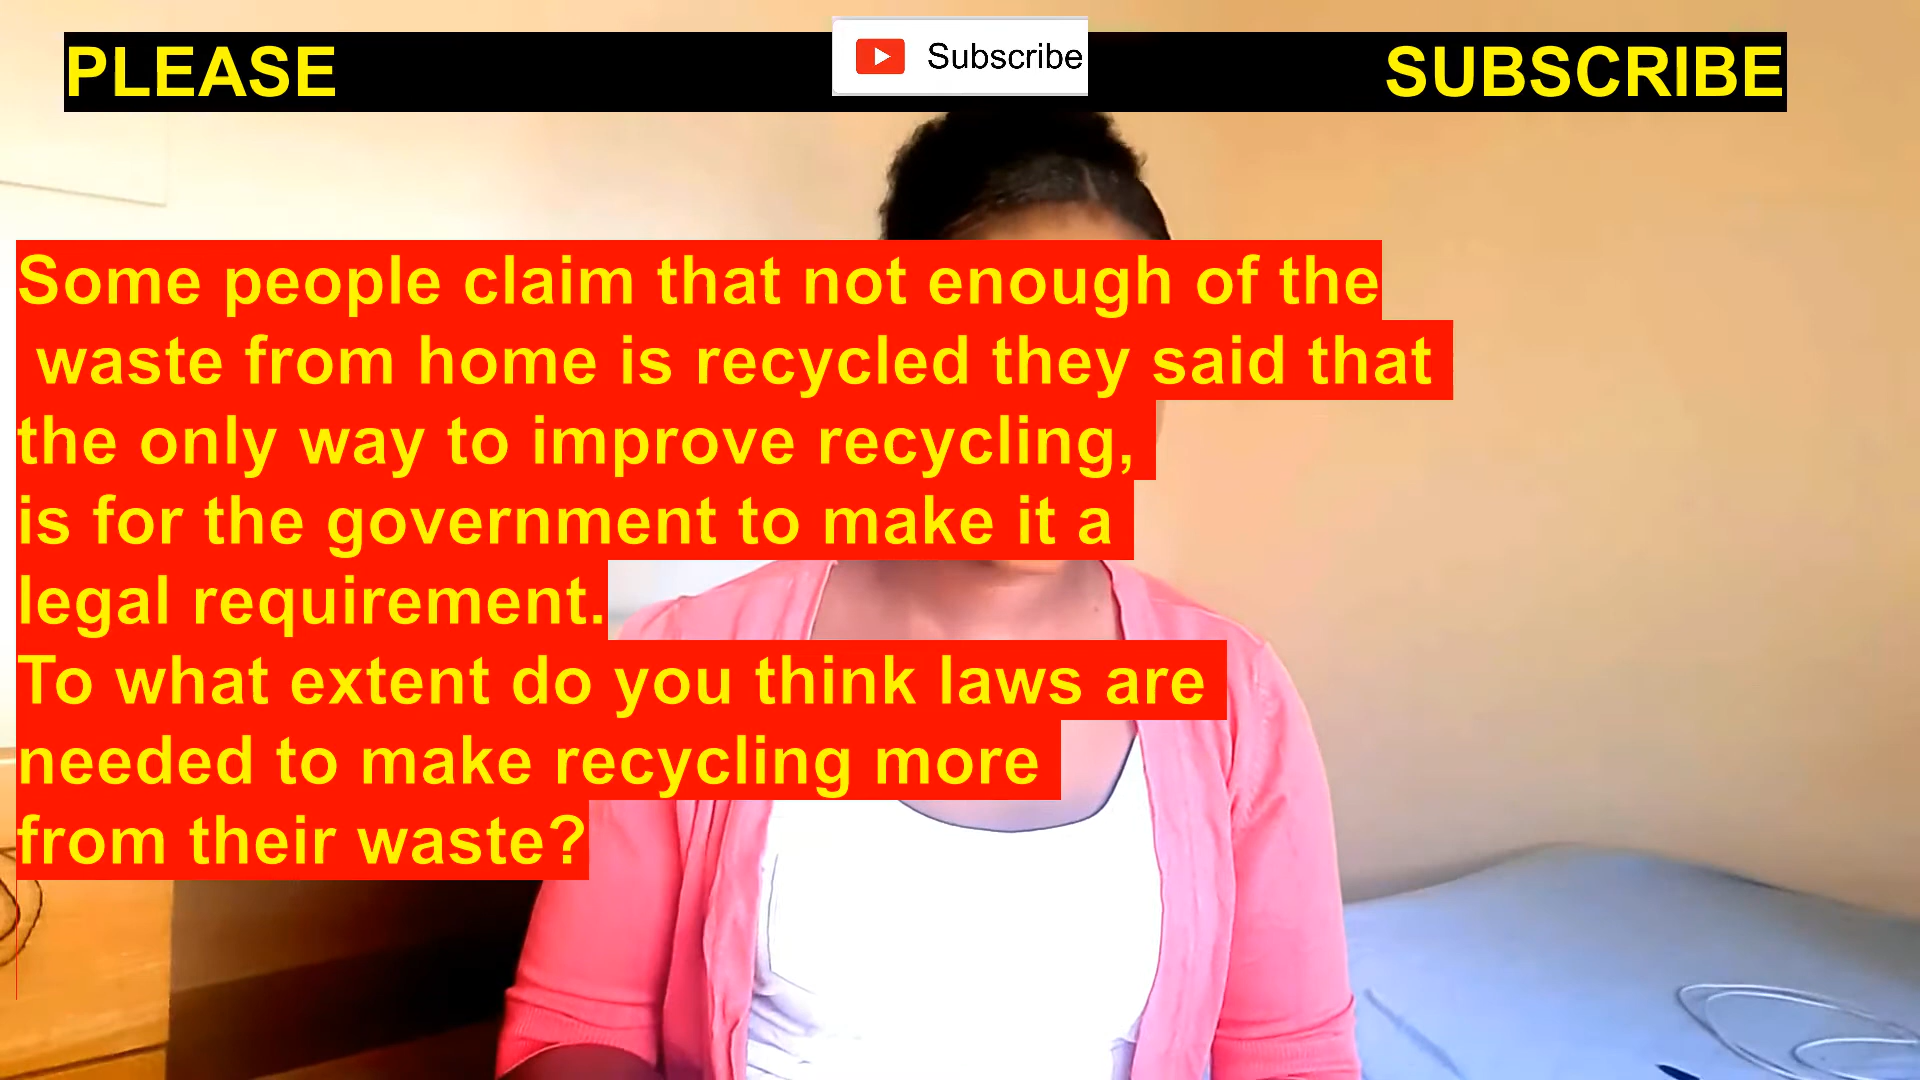 PLEASE Subscribe SUBSCRIBE
Some people claim that not enough of the
waste from home is recycled they said that
the only way to improve recycling,
is for the government to make it a
legal requirement.
To what extent do you think laws are
needed to make recycling more
from their waste?